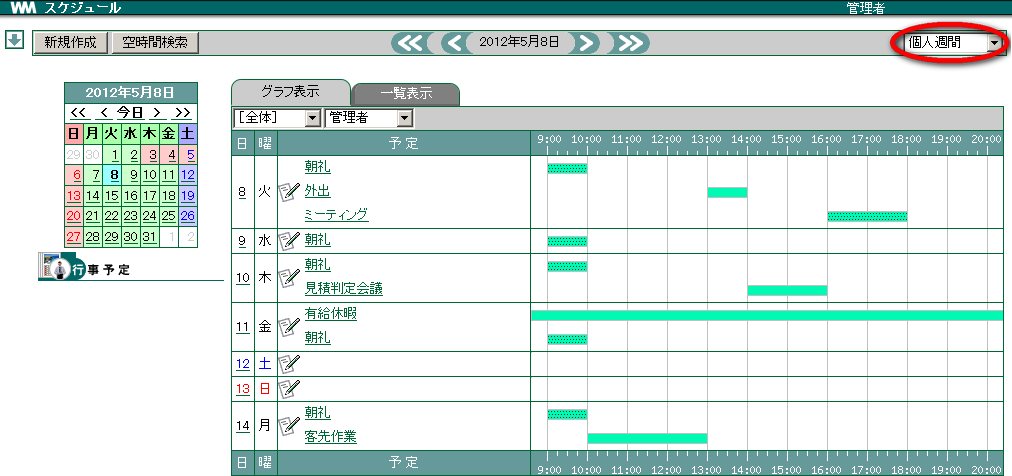 WM スケジュール 管理者
新規作成 空時間検索 2012年5月8日 個人週間
2012年5月8日
<< < 今日 > >>
日 月 火 水 木 金 土
29 30 1 2 3 4 5
6 7 8 9 10 11 12
13 14 15 16 17 18 19
20 21 22 23 24 25 26
27 28 29 30 31 1 2
行事予定
グラフ表示 一覧表示
[全体] 管理者
日 曜 予定 9:00 10:00 11:00 12:00 13:00 14:00 15:00 16:00 17:00 18:00 19:00 20:00
8 火 朝礼
外出
ミーティング
9 水 朝礼
10 木 朝礼
見積判定会議
11 金 有給休暇
朝礼
12 土
13 日
14 月 朝礼
客先作業
日 曜 予定 9:00 10:00 11:00 12:00 13:00 14:00 15:00 16:00 17:00 18:00 19:00 20:00